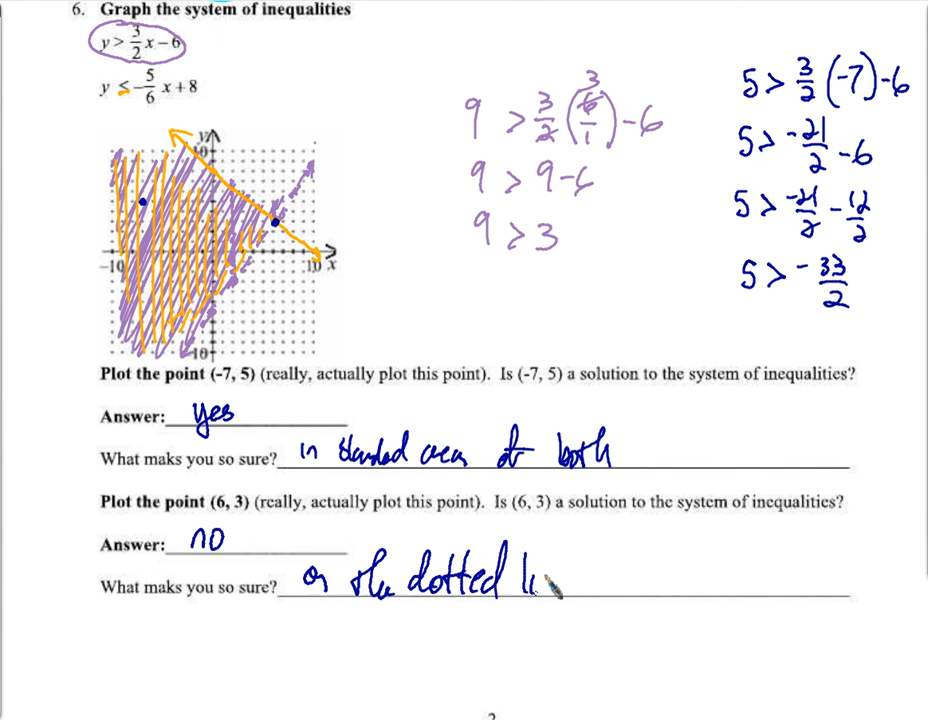 6. Graph the system of inequalities
y > 3/2 x − 6
y ≤ −5/6 x + 8
9 > 3/2 (6/1) − 6
3
9 > 9 − 6
9 > 3
5 > 3/2 (−7) − 6
5 > −21/2 − 6
5 > −21/2 − 12/2
5 > −33/2
y
10
−10
10 x
−10
Plot the point (-7, 5) (really, actually plot this point). Is (-7, 5) a solution to the system of inequalities?
Answer: yes
What maks you so sure? in area of both
Plot the point (6, 3) (really, actually plot this point). Is (6, 3) a solution to the system of inequalities?
Answer: no
What makes you so sure? on the dotted li